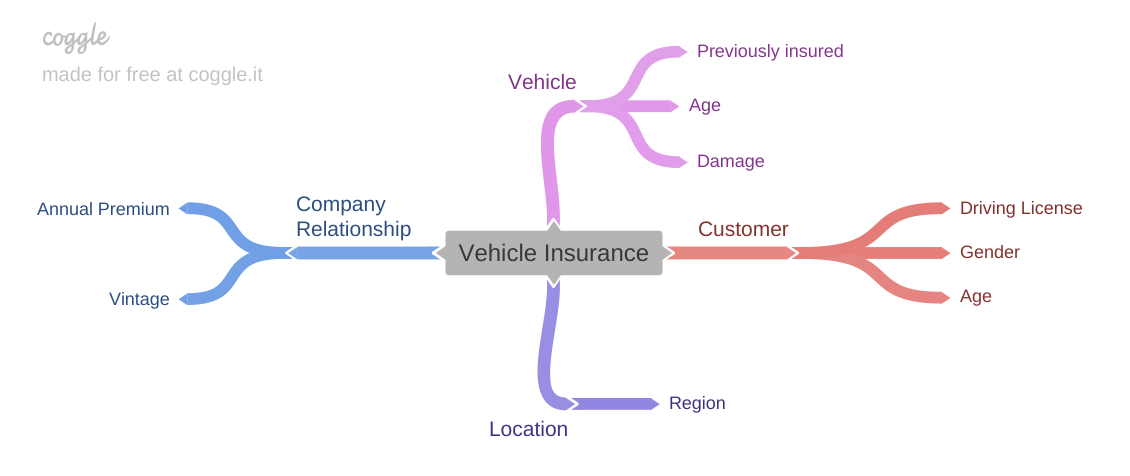 coggle
made for free at coggle.it
Vehicle
Previously insured
Age
Damage
Company
Relationship
Annual Premium
Vintage
Vehicle Insurance
Customer
Driving License
Gender
Age
Location
Region